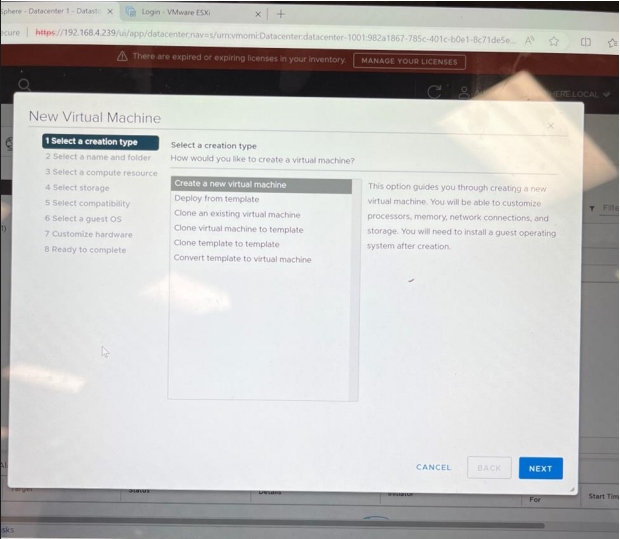 sphere - Datacenter 1 - Datast
Login - VMware ESXi
ecure
https://192.168.4.239/ui/app/datacenter;nav=s/urn:vmomi:Datacenter:datacenter-1001:982a1867-785c-401c-b0e1-8c71de5e...
There are expired or expiring licenses in your inventory.
MANAGE YOUR LICENSES
HERE.LOCAL
New Virtual Machine
1 Select a creation type
2 Select a name and folder
3 Select a compute resource
4 Select storage
5 Select compatibility
6 Select a guest OS
7 Customize hardware
8 Ready to complete
Select a creation type
How would you like to create a virtual machine?
Create a new virtual machine
Deploy from template
Clone an existing virtual machine
Clone virtual machine to template
Clone template to template
Convert template to virtual machine
This option guides you through creating a new
virtual machine. You will be able to customize
processors, memory, network connections, and
storage. You will need to install a guest operating
system after creation.
Filte
CANCEL
BACK
NEXT
Target
Status
Details
Initiator
For
Start Tim
sks